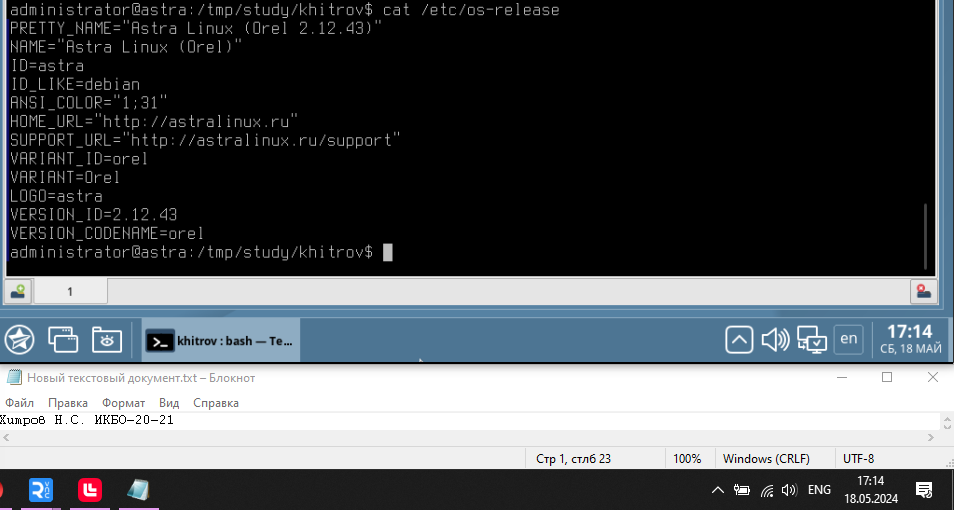 administrator@astra:/tmp/study/khitrov$ cat /etc/os-release
PRETTY_NAME="Astra Linux (Orel 2.12.43)"
NAME="Astra Linux (Orel)"
ID=astra
ID_LIKE=debian
ANSI_COLOR="1;31"
HOME_URL="http://astralinux.ru"
SUPPORT_URL="http://astralinux.ru/support"
VARIANT_ID=orel
VARIANT=Orel
LOGO=astra
VERSION_ID=2.12.43
VERSION_CODENAME=orel
administrator@astra:/tmp/study/khitrov$
1
khitrov : bash — Te...
en
17:14
СБ, 18 МАЙ
Новый текстовый документ.txt – Блокнот
Файл Правка Формат Вид Справка
Хитров Н.С. ИКБО-20-21
Стр 1, стлб 23 100% Windows (CRLF) UTF-8
ENG
17:14
18.05.2024